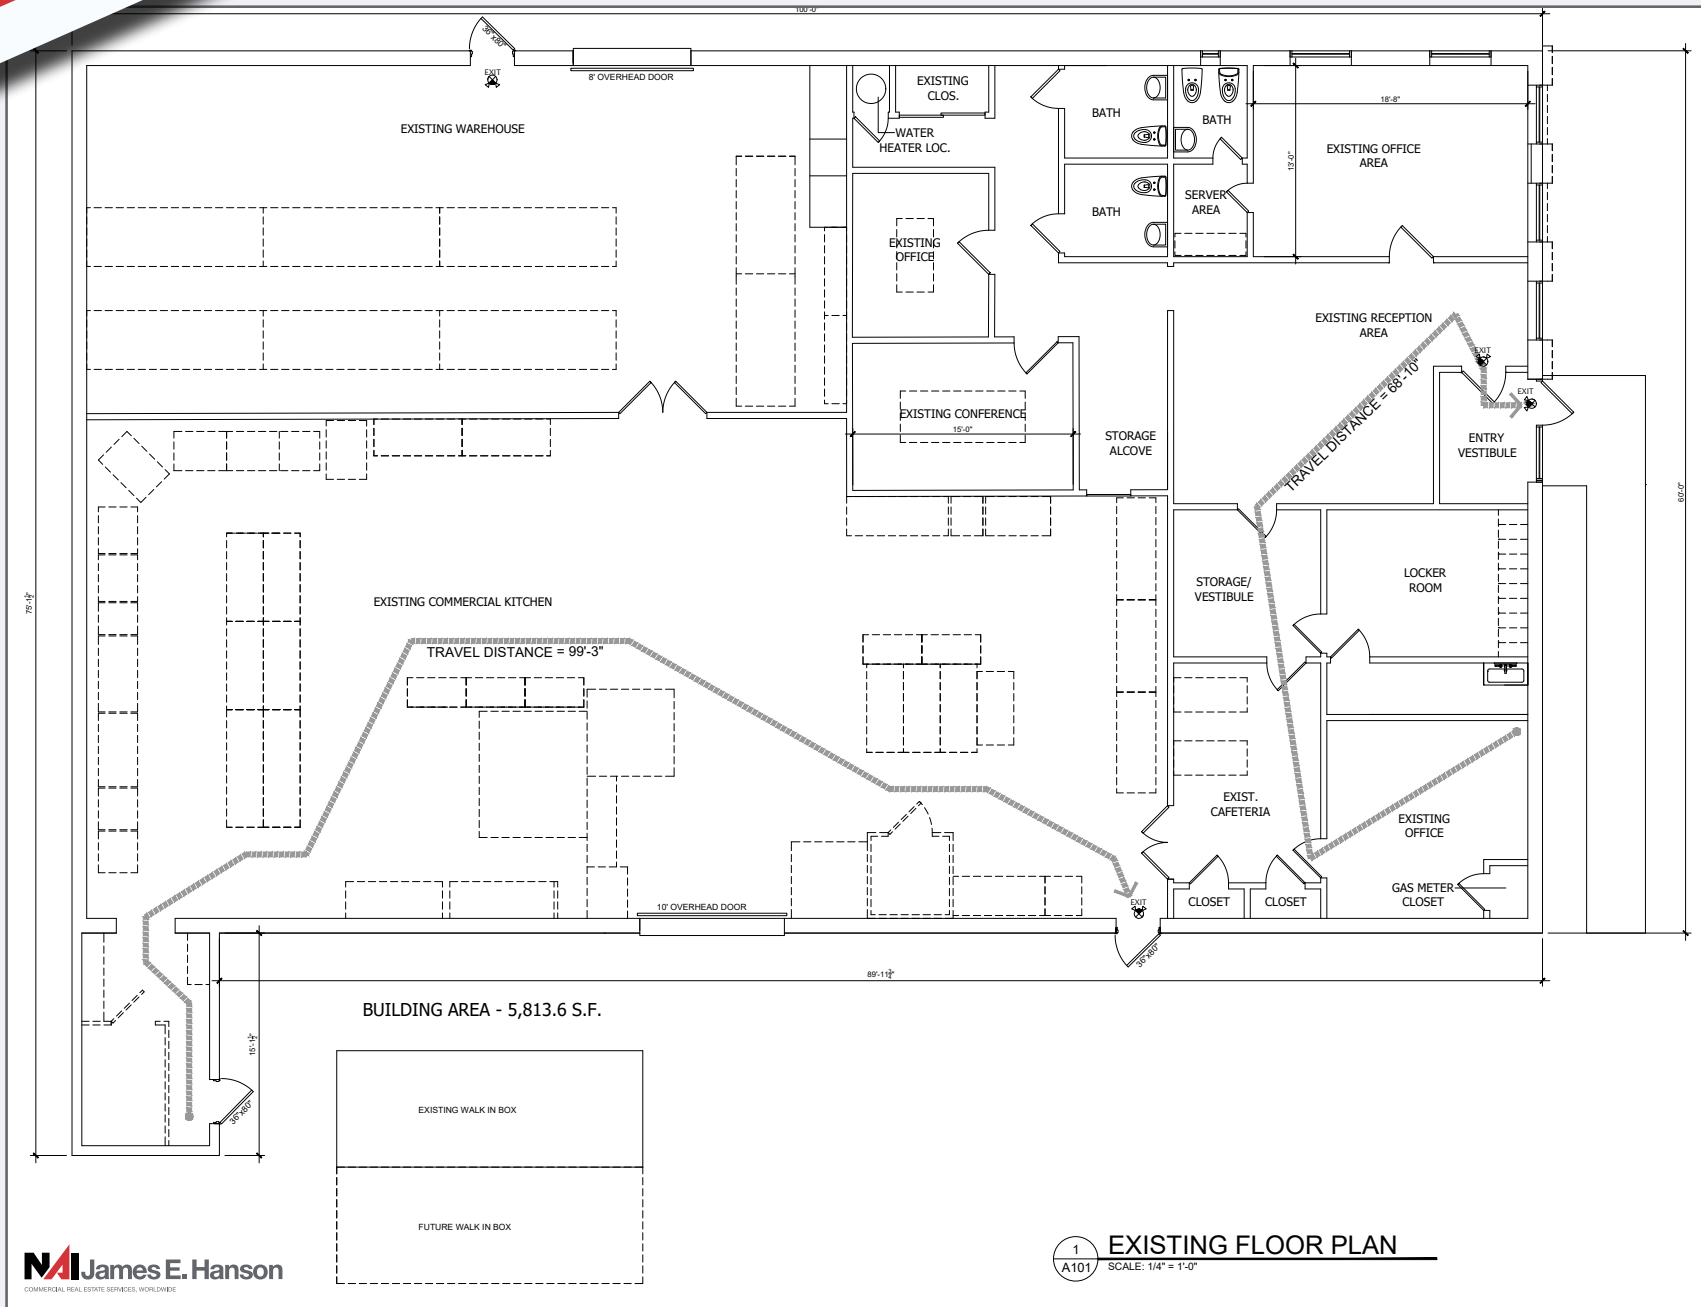 100'-0"
36"x80"
EXIT
8' OVERHEAD DOOR
EXISTING WAREHOUSE
EXISTING
CLOS.
WATER
HEATER LOC.
BATH
BATH
18'-8"
13'-0"
EXISTING OFFICE
AREA
SERVER
AREA
BATH
EXISTING
OFFICE
EXISTING RECEPTION
AREA
EXIT
TRAVEL DISTANCE = 68'-10"
EXIT
EXISTING CONFERENCE
15'-0"
STORAGE
ALCOVE
ENTRY
VESTIBULE
60'-0"
75'-1½"
EXISTING COMMERCIAL KITCHEN
STORAGE/
VESTIBULE
LOCKER
ROOM
TRAVEL DISTANCE = 99'-3"
EXIST.
CAFETERIA
EXISTING
OFFICE
GAS METER
CLOSET
CLOSET
CLOSET
10' OVERHEAD DOOR
EXIT
36"x80"
89'-11¾"
15'-1½"
36"x80"
BUILDING AREA - 5,813.6 S.F.
EXISTING WALK IN BOX
FUTURE WALK IN BOX
NAI James E. Hanson
COMMERCIAL REAL ESTATE SERVICES, WORLDWIDE
1
A101
EXISTING FLOOR PLAN
SCALE: 1/4" = 1'-0"